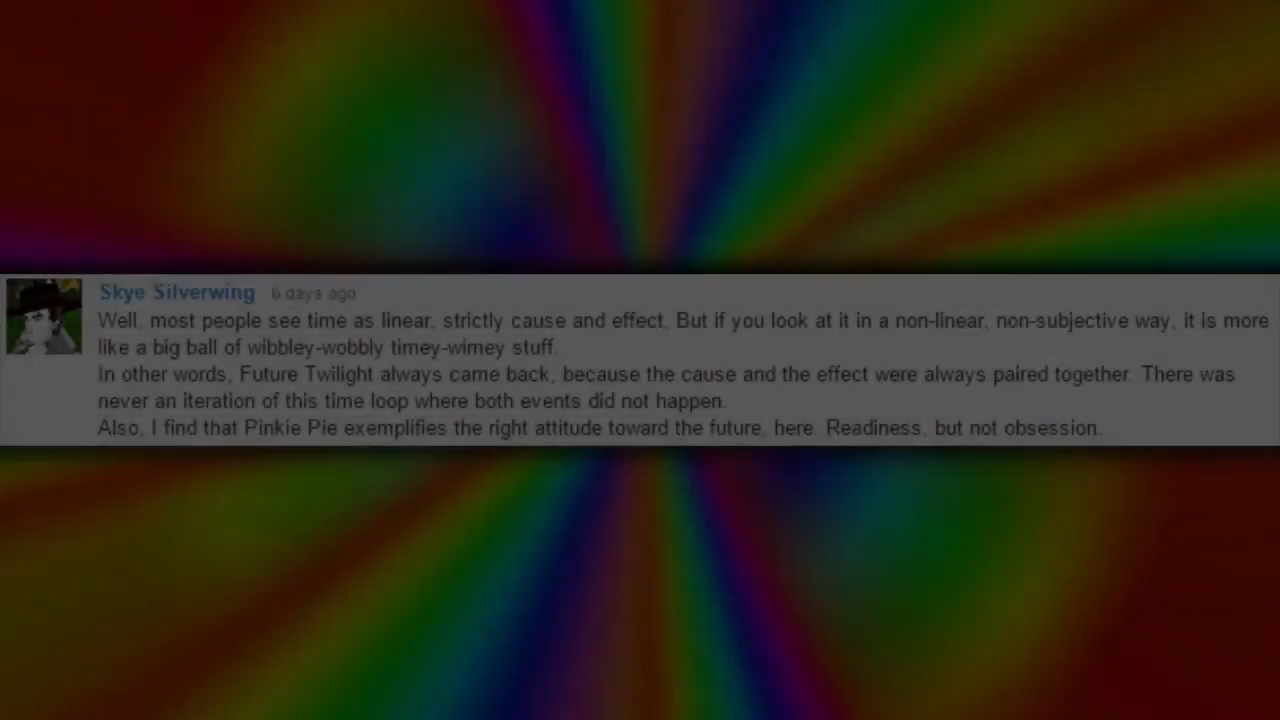 Skye Silverwing 6 days ago
Well, most people see time as linear, strictly cause and effect. But if you look at it in a non-linear, non-subjective way, it is more
like a big ball of wibbley-wobbly timey-wimey stuff.
In other words, Future Twilight always came back, because the cause and the effect were always paired together. There was
never an iteration of this time loop where both events did not happen.
Also, I find that Pinkie Pie exemplifies the right attitude toward the future, here. Readiness, but not obsession.